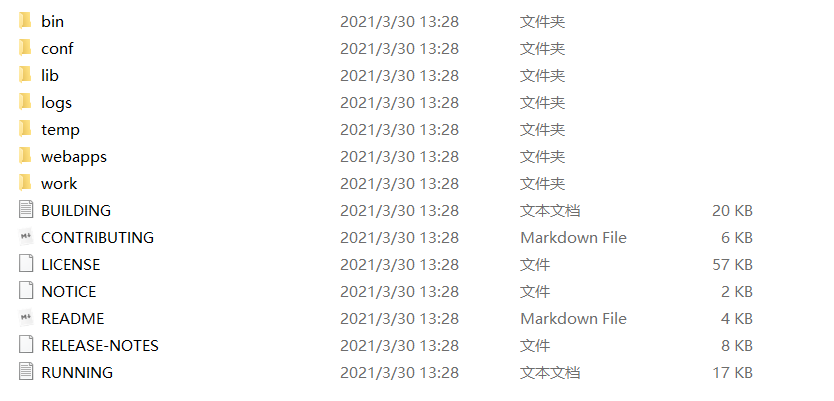 bin 2021/3/30 13:28 文件夹
conf 2021/3/30 13:28 文件夹
lib 2021/3/30 13:28 文件夹
logs 2021/3/30 13:28 文件夹
temp 2021/3/30 13:28 文件夹
webapps 2021/3/30 13:28 文件夹
work 2021/3/30 13:28 文件夹
BUILDING 2021/3/30 13:28 文本文档 20 KB
CONTRIBUTING 2021/3/30 13:28 Markdown File 6 KB
LICENSE 2021/3/30 13:28 文件 57 KB
NOTICE 2021/3/30 13:28 文件 2 KB
README 2021/3/30 13:28 Markdown File 4 KB
RELEASE-NOTES 2021/3/30 13:28 文件 8 KB
RUNNING 2021/3/30 13:28 文本文档 17 KB